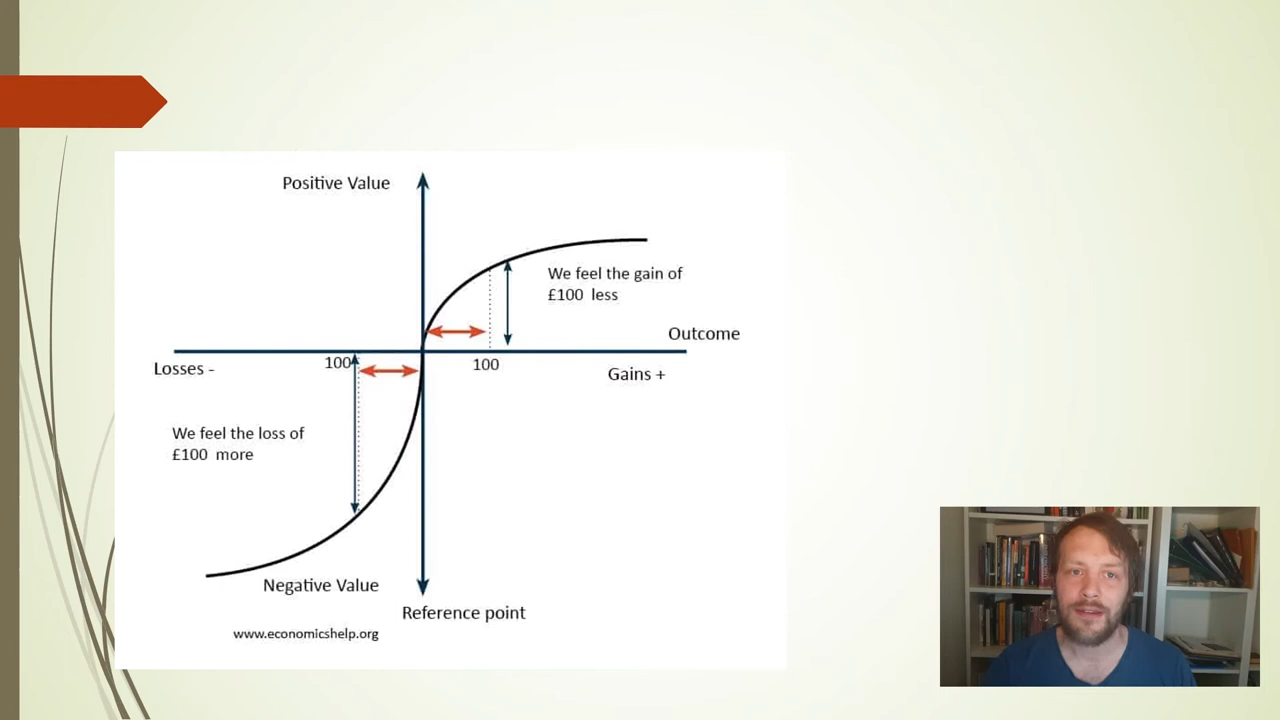 Positive Value
We feel the gain of
£100 less
Outcome
100
100
Losses -
Gains +
We feel the loss of
£100 more
Negative Value
Reference point
www.economicshelp.org